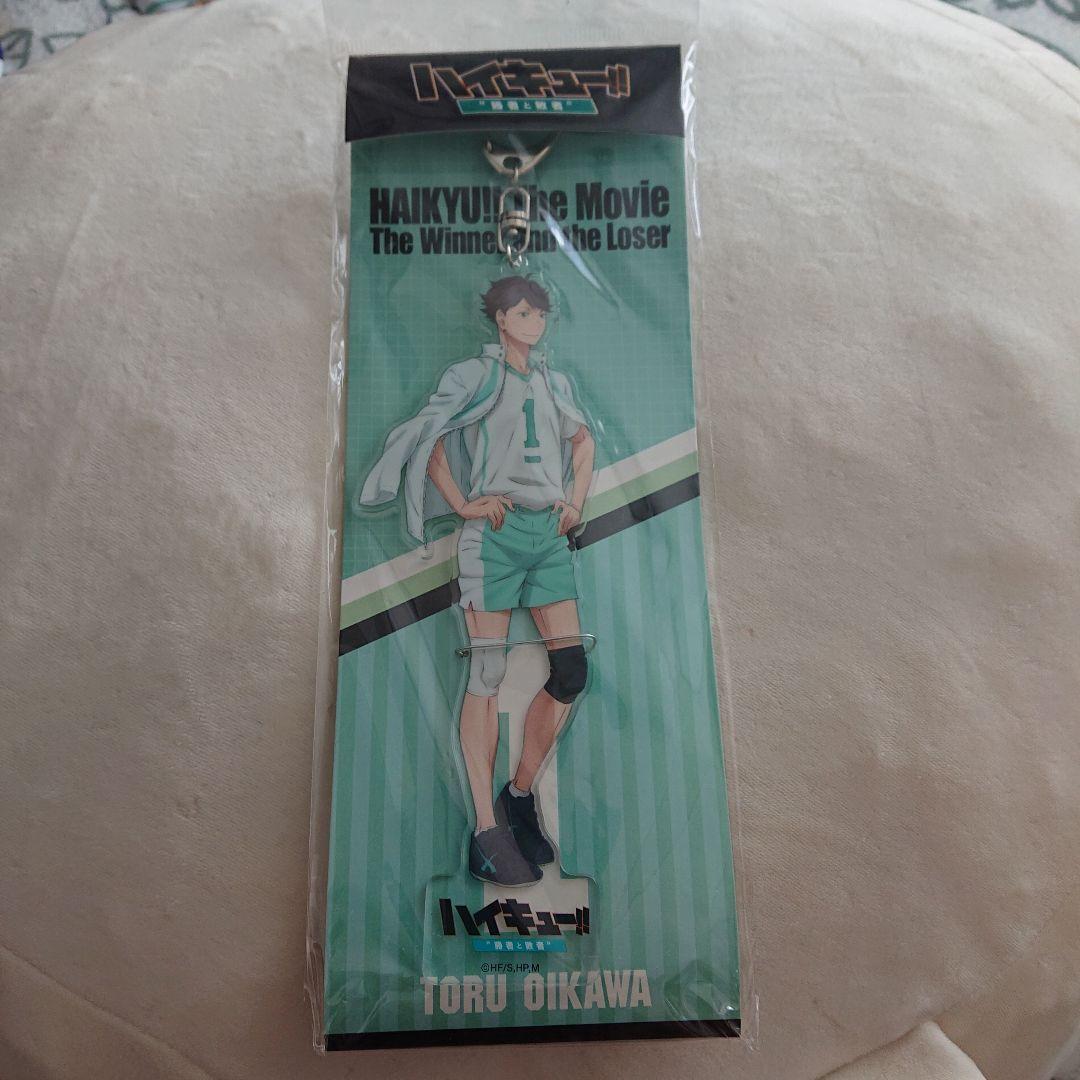 ハイキュー!!
"勝者と敗者"
HAIKYU!! The Movie
The Winner and the Loser
1
ハイキュー!!
"勝者と敗者"
©HF/S,HP,M
TORU OIKAWA